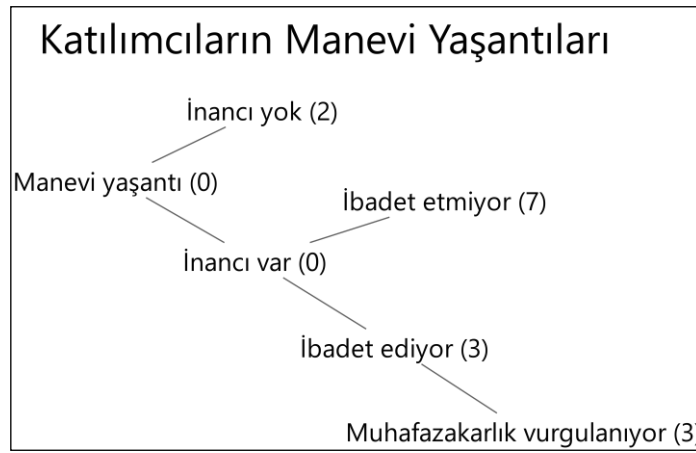 Katılımcıların Manevi Yaşantıları
İnancı yok (2)
Manevi yaşantı (0)
İbadet etmiyor (7)
İnancı var (0)
İbadet ediyor (3)
Muhafazakarlık vurgulanıyor (3)